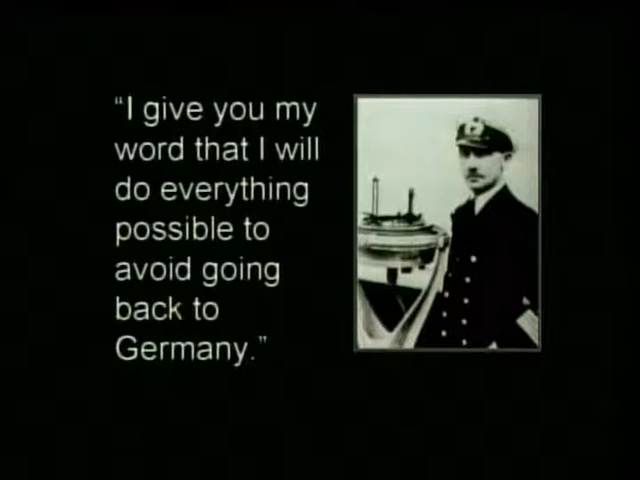 “I give you my
word that I will
do everything
possible to
avoid going
back to
Germany.”